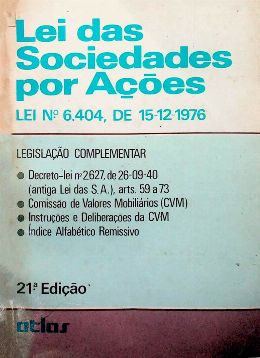 Lei das
Sociedades
por Ações
LEI Nº 6.404, DE 15-12-1976
LEGISLAÇÃO COMPLEMENTAR
● Decreto-lei nº 2.627, de 26-09-40
(antiga Lei das S.A.), arts. 59 a 73
● Comissão de Valores Mobiliários (CVM)
● Instruções e Deliberações da CVM
● Índice Alfabético Remissivo
21ª Edição
atlas